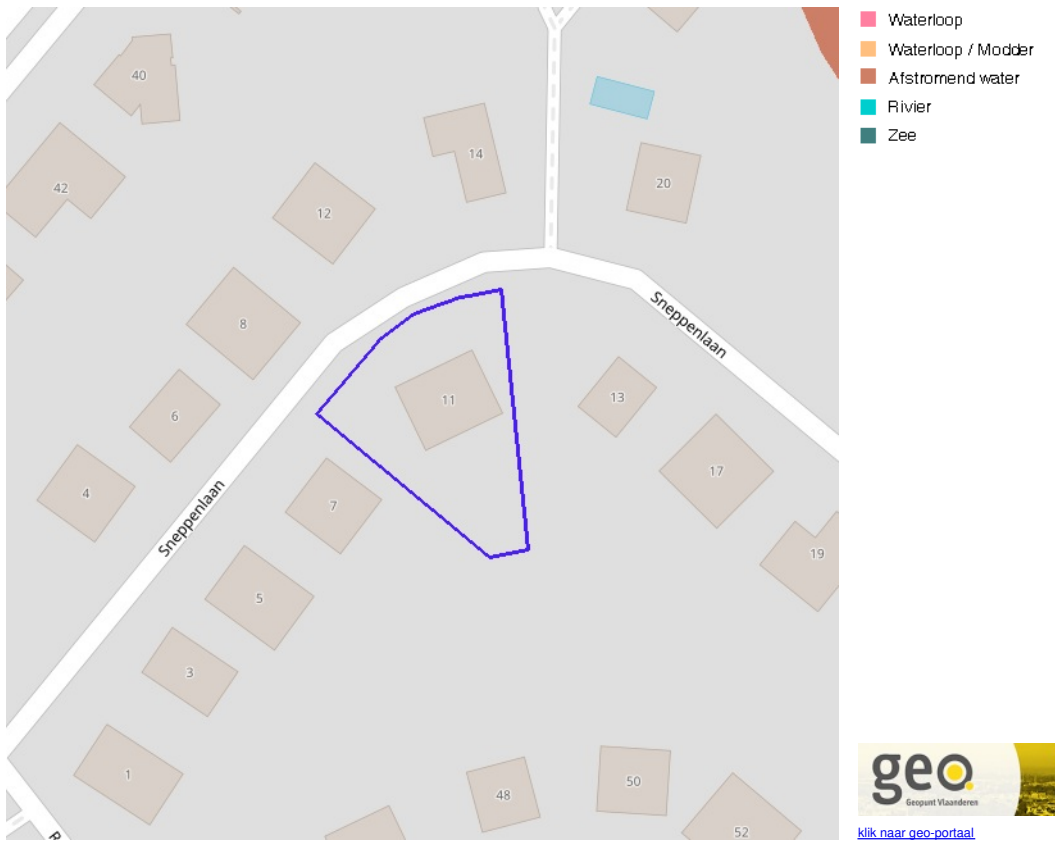 Waterloop
Waterloop / Modder
Afstromend water
Rivier
Zee
40
42
14
12
20
8
Sneppenlaan
11
13
6
17
4
7
Sneppenlaan
19
5
3
1
48
50
52
R
geo.
Geopunt Vlaanderen
klik naar geo-portaal